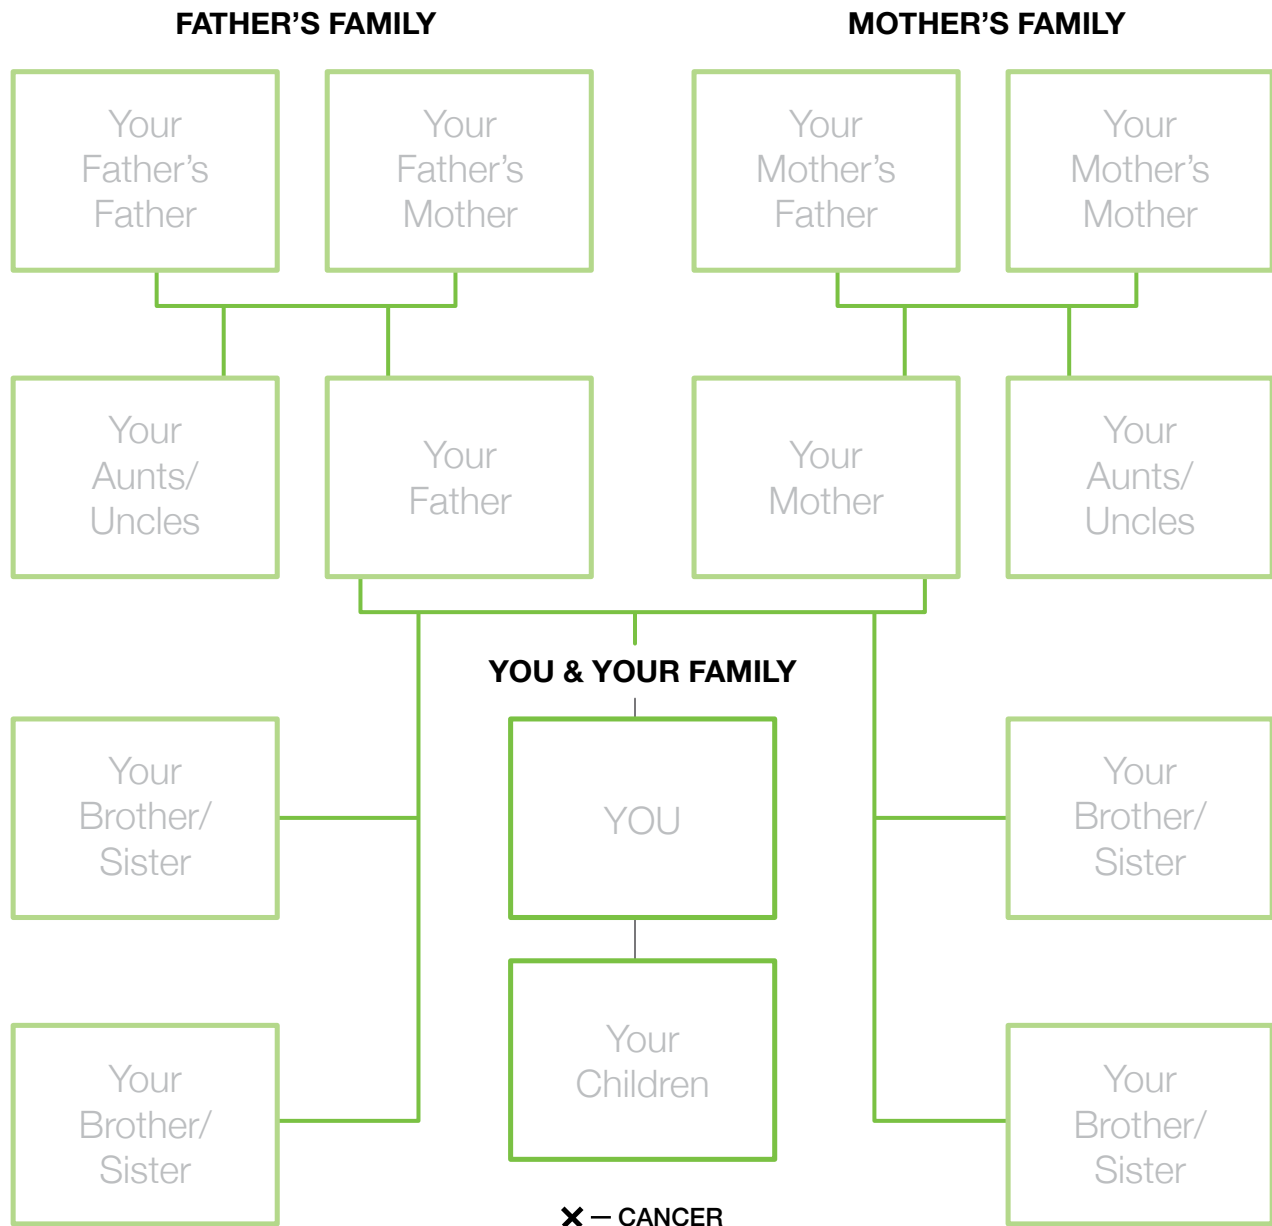 FATHER’S FAMILY
MOTHER’S FAMILY
Your
Father’s
Father
Your
Father’s
Mother
Your
Mother’s
Father
Your
Mother’s
Mother
Your
Aunts/
Uncles
Your
Father
Your
Mother
Your
Aunts/
Uncles
YOU & YOUR FAMILY
Your
Brother/
Sister
YOU
Your
Brother/
Sister
Your
Brother/
Sister
Your
Children
Your
Brother/
Sister
✕ — CANCER